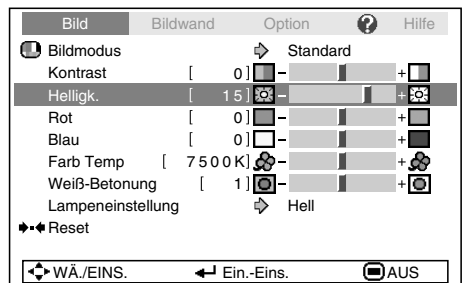 Bild Bildwand Option ? Hilfe
Bildmodus Standard
Kontrast [ 0] - +
Helligk. [ 15] - +
Rot [ 0] - +
Blau [ 0] - +
Farb Temp [ 7500K] - +
Weiß-Betonung [ 1] - +
Lampeneinstellung Hell
Reset
WÄ./EINS. Ein.-Eins. AUS